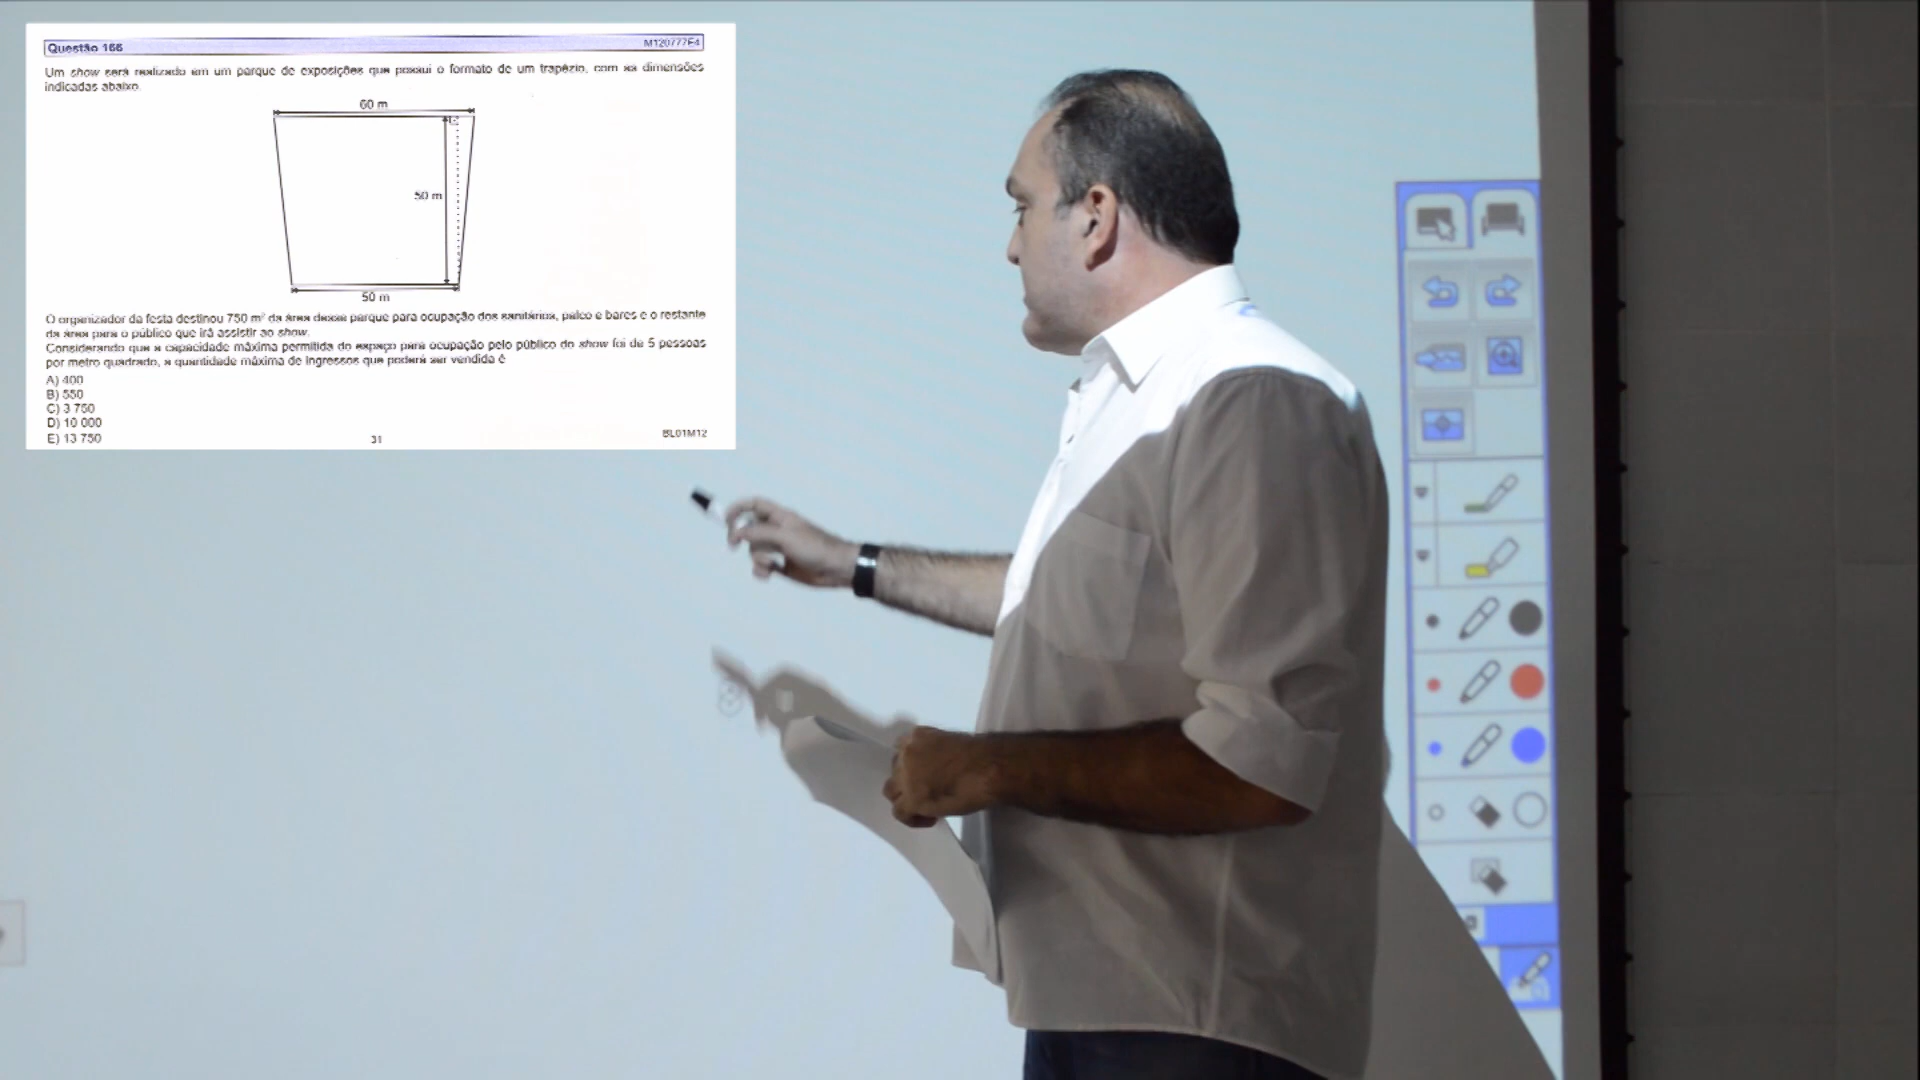 Questão 166
M120777E4
Um show será realizado em um parque de exposições que possui o formato de um trapézio, com as dimensões
indicadas abaixo.
60 m
50 m
50 m
O organizador da festa destinou 750 m² da área desse parque para ocupação dos sanitários, palco e bares e o restante
da área para o público que irá assistir ao show.
Considerando que a capacidade máxima permitida do espaço para ocupação pelo público do show foi de 5 pessoas
por metro quadrado, a quantidade máxima de ingressos que poderá ser vendida é
A) 400
B) 550
C) 3 750
D) 10 000
E) 13 750
31
BL01M12